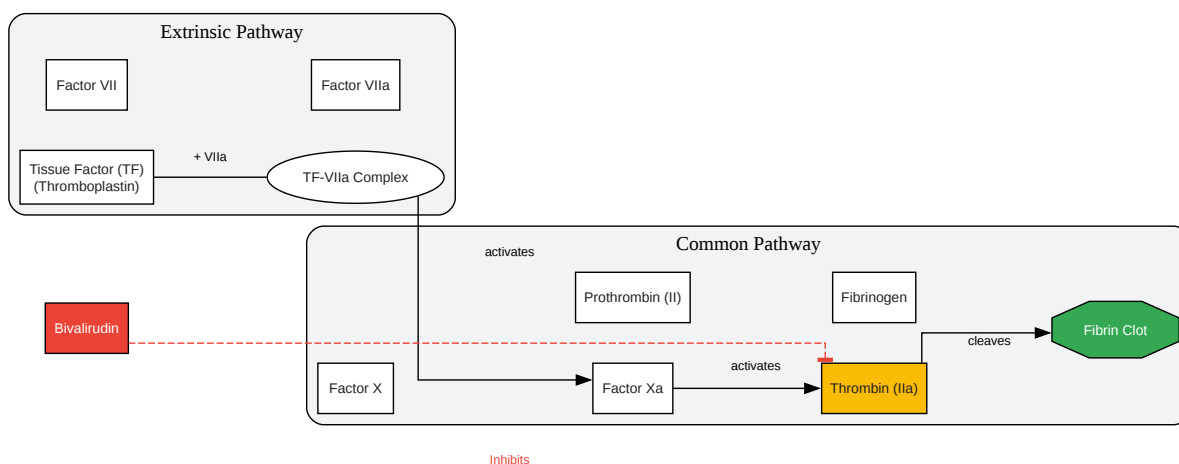 Extrinsic Pathway
Factor VII
Factor VIIa
Tissue Factor (TF)
(Thromboplastin)
+ VIIa
TF-VIIa Complex
Common Pathway
activates
Prothrombin (II)
Fibrinogen
Bivalirudin
Fibrin Clot
cleaves
Factor X
Factor Xa
activates
Thrombin (IIa)
Inhibits